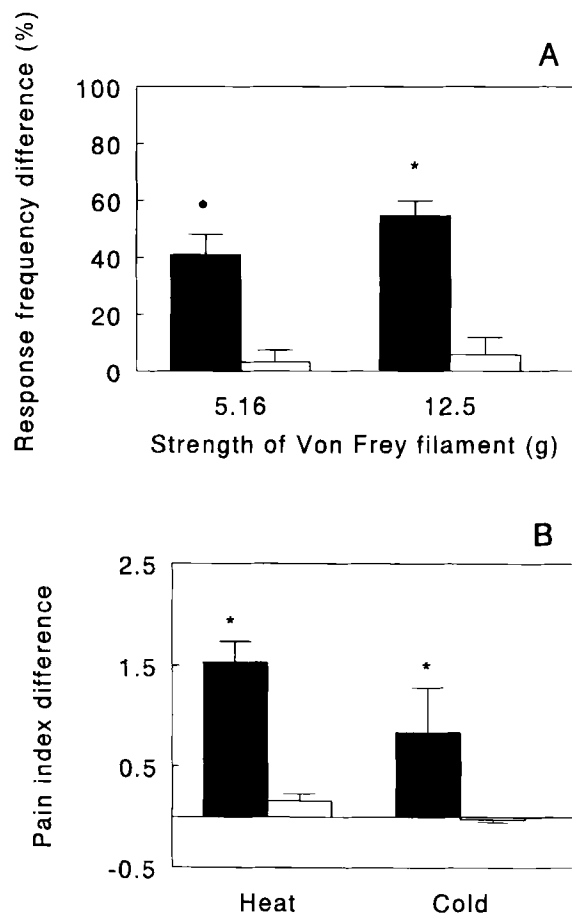 A
Response frequency difference (%)
100
80
60
40
20
0
*
5.16
12.5
Strength of Von Frey filament (g)
B
Pain index difference
2.5
1.5
0.5
-0.5
*
*
Heat
Cold